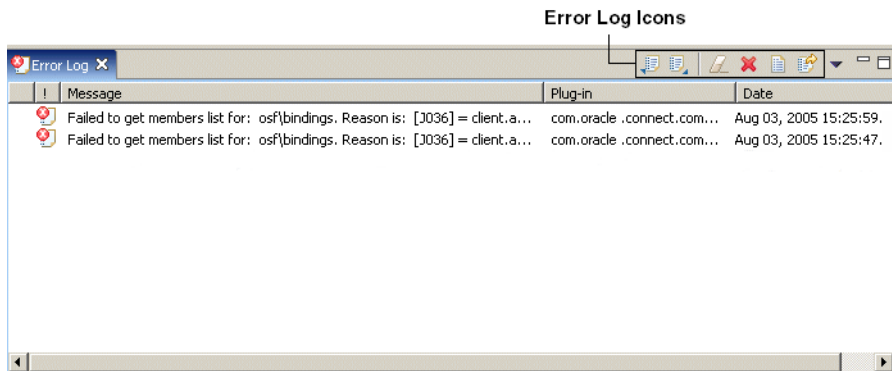 Error Log Icons
Error Log
! Message Plug-in Date
Failed to get members list for: osf\bindings. Reason is: [J036] = client.a... com.oracle .connect.com... Aug 03, 2005 15:25:59.
Failed to get members list for: osf\bindings. Reason is: [J036] = client.a... com.oracle .connect.com... Aug 03, 2005 15:25:47.